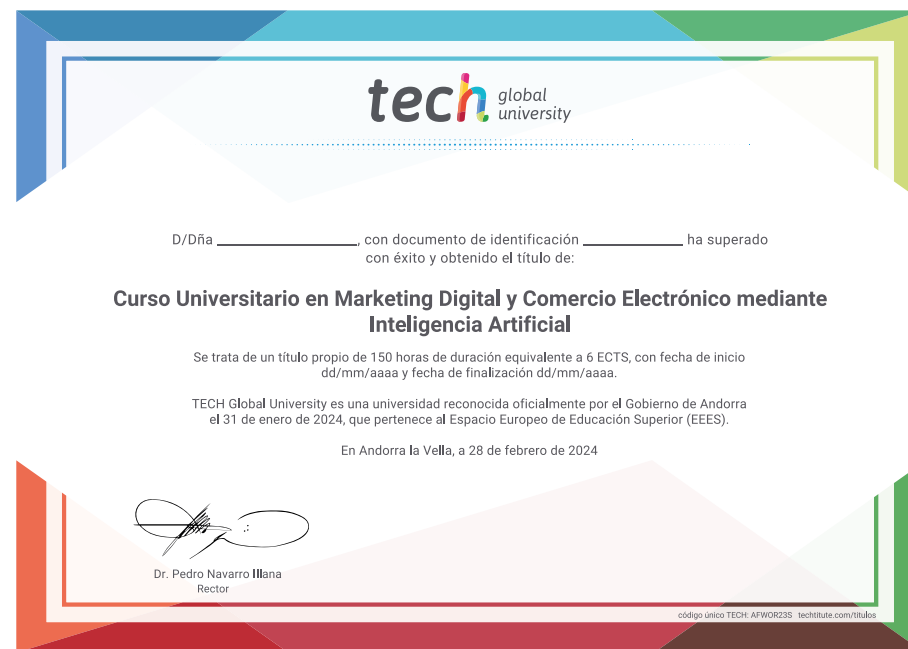 tech global university
D/Dña ____________________, con documento de identificación ______________ ha superado
con éxito y obtenido el título de:
Curso Universitario en Marketing Digital y Comercio Electrónico mediante
Inteligencia Artificial
Se trata de un título propio de 150 horas de duración equivalente a 6 ECTS, con fecha de inicio
dd/mm/aaaa y fecha de finalización dd/mm/aaaa.
TECH Global University es una universidad reconocida oficialmente por el Gobierno de Andorra
el 31 de enero de 2024, que pertenece al Espacio Europeo de Educación Superior (EEES).
En Andorra la Vella, a 28 de febrero de 2024
Dr. Pedro Navarro Illana
Rector
código único TECH: AFWOR23S techtitute.com/titulos